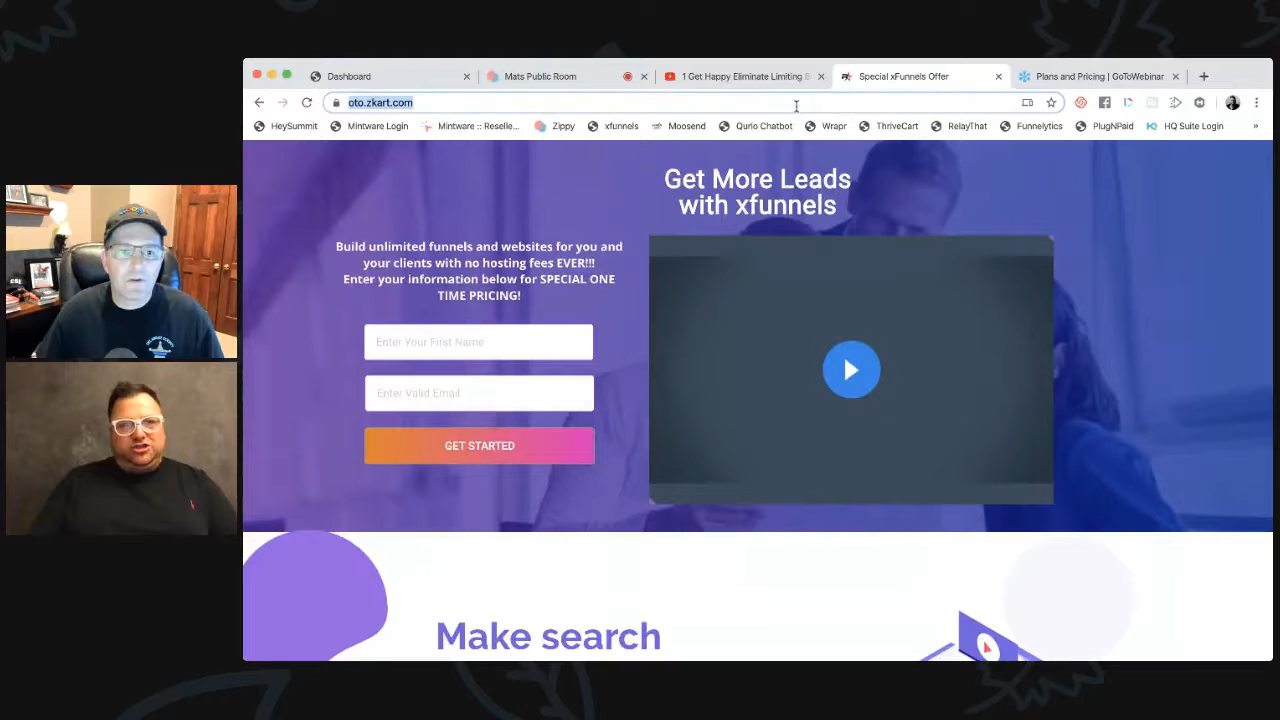 Dashboard
Mats Public Room
1 Get Happy Eliminate Limiting
Special xFunnels Offer
Plans and Pricing | GoToWebinar
oto.zkart.com
HeySummit
Mintware Login
Mintware :: Reselle...
Zippy
xfunnels
Moosend
Qurio Chatbot
Wrapr
ThriveCart
RelayThat
Funnelytics
PlugNPaid
HQ Suite Login
»
Get More Leads
with xfunnels
Build unlimited funnels and websites for you and
your clients with no hosting fees EVER!!!
Enter your information below for SPECIAL ONE
TIME PRICING!
Enter Your First Name
Enter Valid Email
GET STARTED
Make search